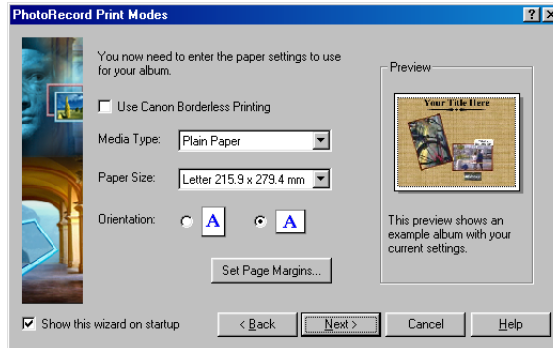 PhotoRecord Print Modes
You now need to enter the paper settings to use
for your album.
Use Canon Borderless Printing
Media Type: Plain Paper
Paper Size: Letter 215.9 x 279.4 mm
Orientation: A A
Set Page Margins...
Preview
Your Title Here
This preview shows an
example album with your
current settings.
Show this wizard on startup
< Back Next > Cancel Help